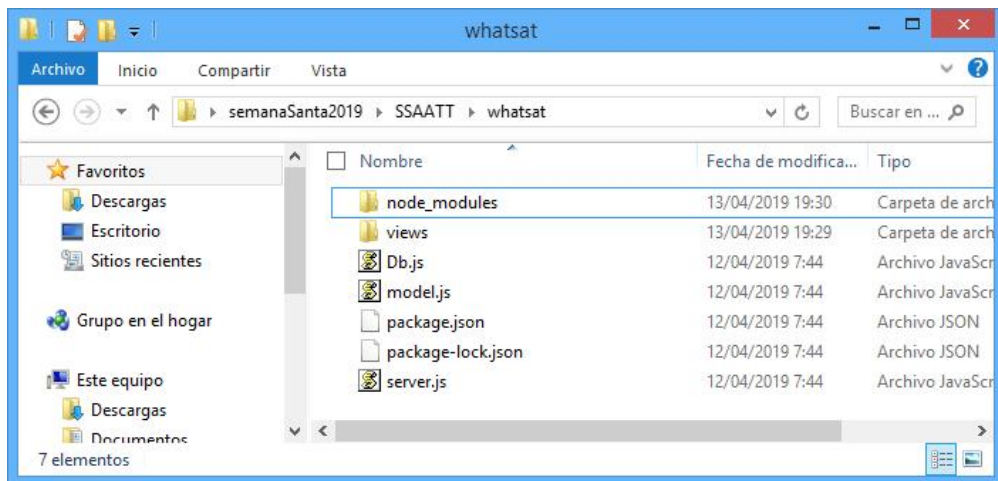 whatsat
Archivo Inicio Compartir Vista
semanaSanta2019 SSAATT whatsat Buscar en ...
Favoritos
Descargas
Escritorio
Sitios recientes
Grupo en el hogar
Este equipo
Descargas
Documentos
Nombre Fecha de modifica... Tipo
node_modules 13/04/2019 19:30 Carpeta de arch
views 13/04/2019 19:29 Carpeta de arch
Db.js 12/04/2019 7:44 Archivo JavaScr
model.js 12/04/2019 7:44 Archivo JavaScr
package.json 12/04/2019 7:44 Archivo JSON
package-lock.json 12/04/2019 7:44 Archivo JSON
server.js 12/04/2019 7:44 Archivo JavaScr
7 elementos